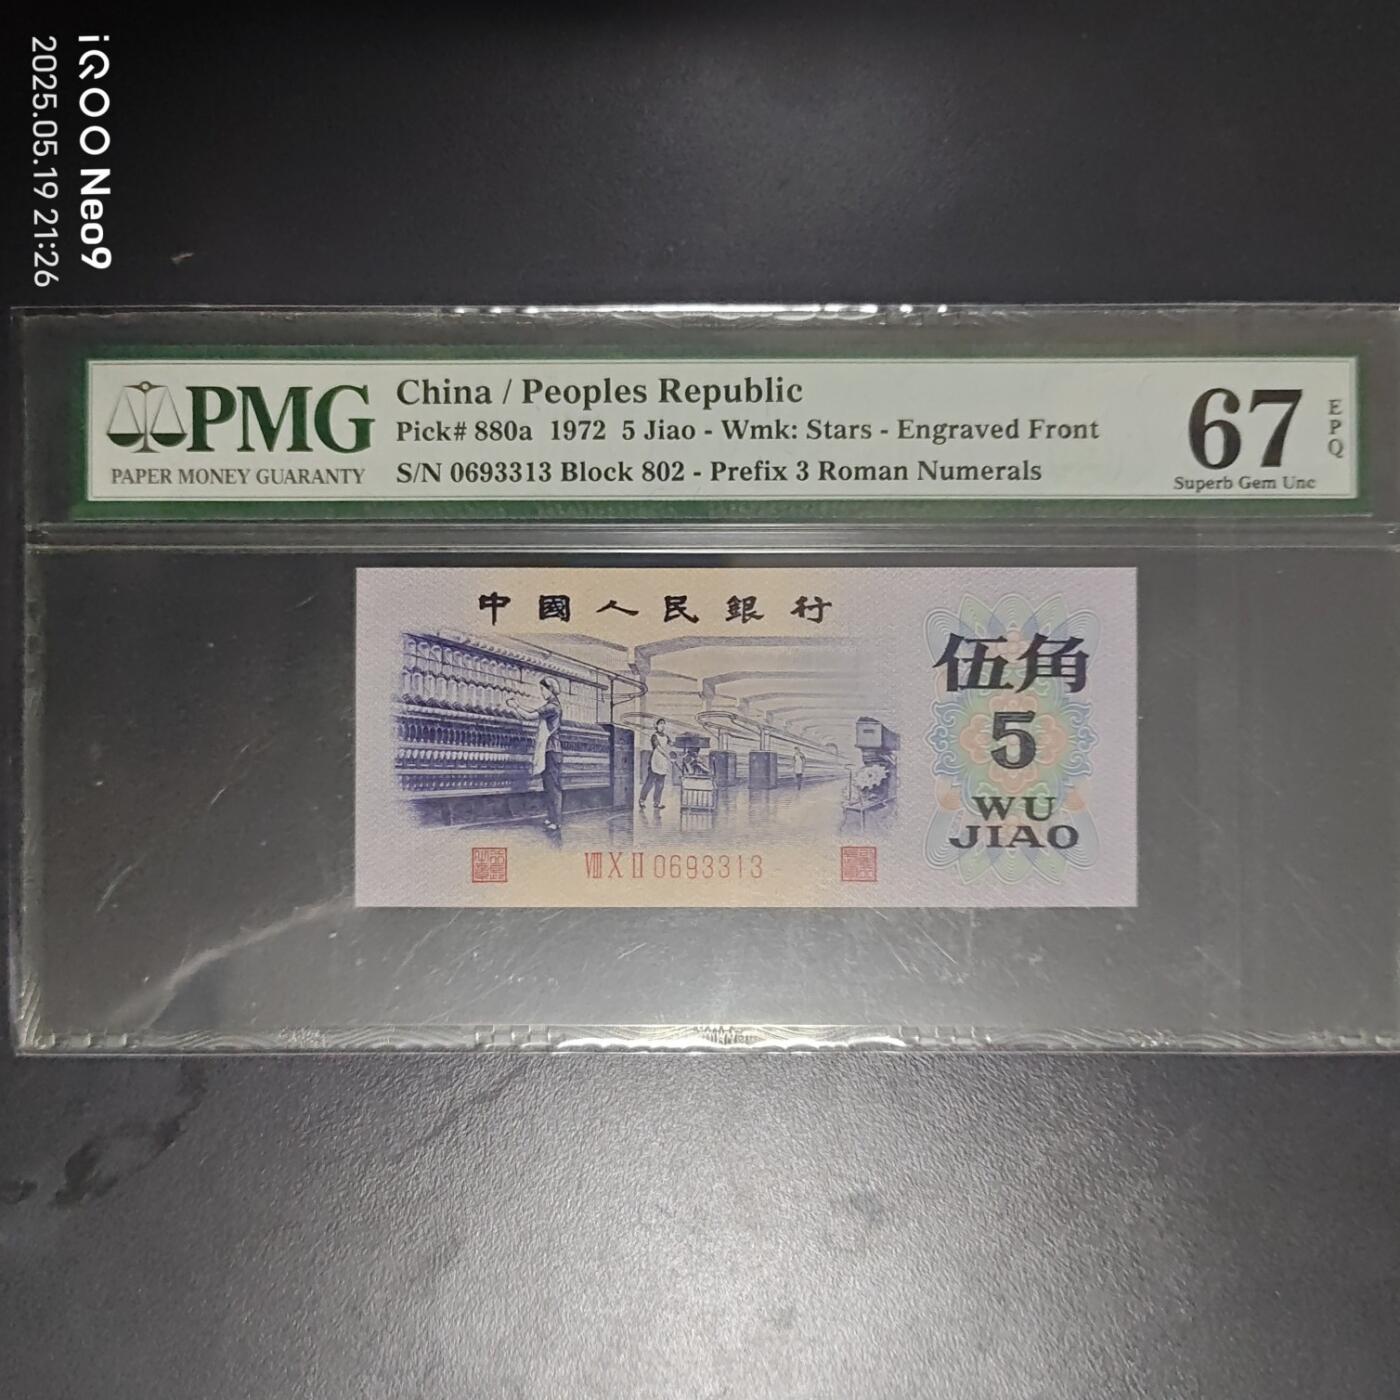 iQOO Neo9
2025.05.19 21:26
PMG
PAPER MONEY GUARANTY
China / Peoples Republic
Pick# 880a 1972 5 Jiao - Wmk: Stars - Engraved Front
S/N 0693313 Block 802 - Prefix 3 Roman Numerals
67
EPQ
Superb Gem Unc
中國人民銀行
伍角
5
WU
JIAO
ⅧⅩⅡ0693313